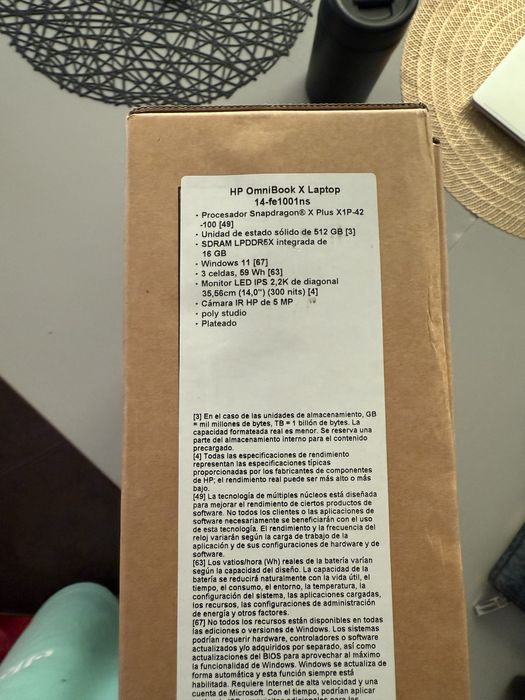 HP OmniBook X Laptop
14-fe1001ns
• Procesador Snapdragon® X Plus X1P-42
-100 [49]
• Unidad de estado sólido de 512 GB [3]
• SDRAM LPDDR5X integrada de
16 GB
• Windows 11 [67]
• 3 celdas, 59 Wh [63]
• Monitor LED IPS 2,2K de diagonal
35,56cm (14,0") (300 nits) [4]
• Cámara IR HP de 5 MP
• poly studio
• Plateado
[3] En el caso de las unidades de almacenamiento, GB
= mil millones de bytes, TB = 1 billón de bytes. La
capacidad formateada real es menor. Se reserva una
parte del almacenamiento interno para el contenido
precargado.
[4] Todas las especificaciones de rendimiento
representan las especificaciones típicas
proporcionadas por los fabricantes de componentes
de HP; el rendimiento real puede ser más alto o más
bajo.
[49] La tecnología de múltiples núcleos está diseñada
para mejorar el rendimiento de ciertos productos de
software. No todos los clientes o las aplicaciones de
software necesariamente se beneficiarán con el uso
de esta tecnología. El rendimiento y la frecuencia del
reloj variarán según la carga de trabajo de la
aplicación y de sus configuraciones de hardware y de
software.
[63] Los vatios/hora (Wh) reales de la batería varían
según la capacidad del diseño. La capacidad de la
batería se reducirá naturalmente con la vida útil, el
tiempo, el consumo, el entorno, la temperatura, la
configuración del sistema, las aplicaciones cargadas,
los recursos, las configuraciones de administración
de energía y otros factores.
[67] No todos los recursos están disponibles en todas
las ediciones o versiones de Windows. Los sistemas
podrían requerir hardware, controladores o software
actualizados y/o adquiridos por separado, así como
actualizaciones del BIOS para aprovechar al máximo
la funcionalidad de Windows. Windows se actualiza de
forma automática y esta función siempre está
habilitada. Requiere Internet de alta velocidad y una
cuenta de Microsoft. Con el tiempo, podrían aplicar